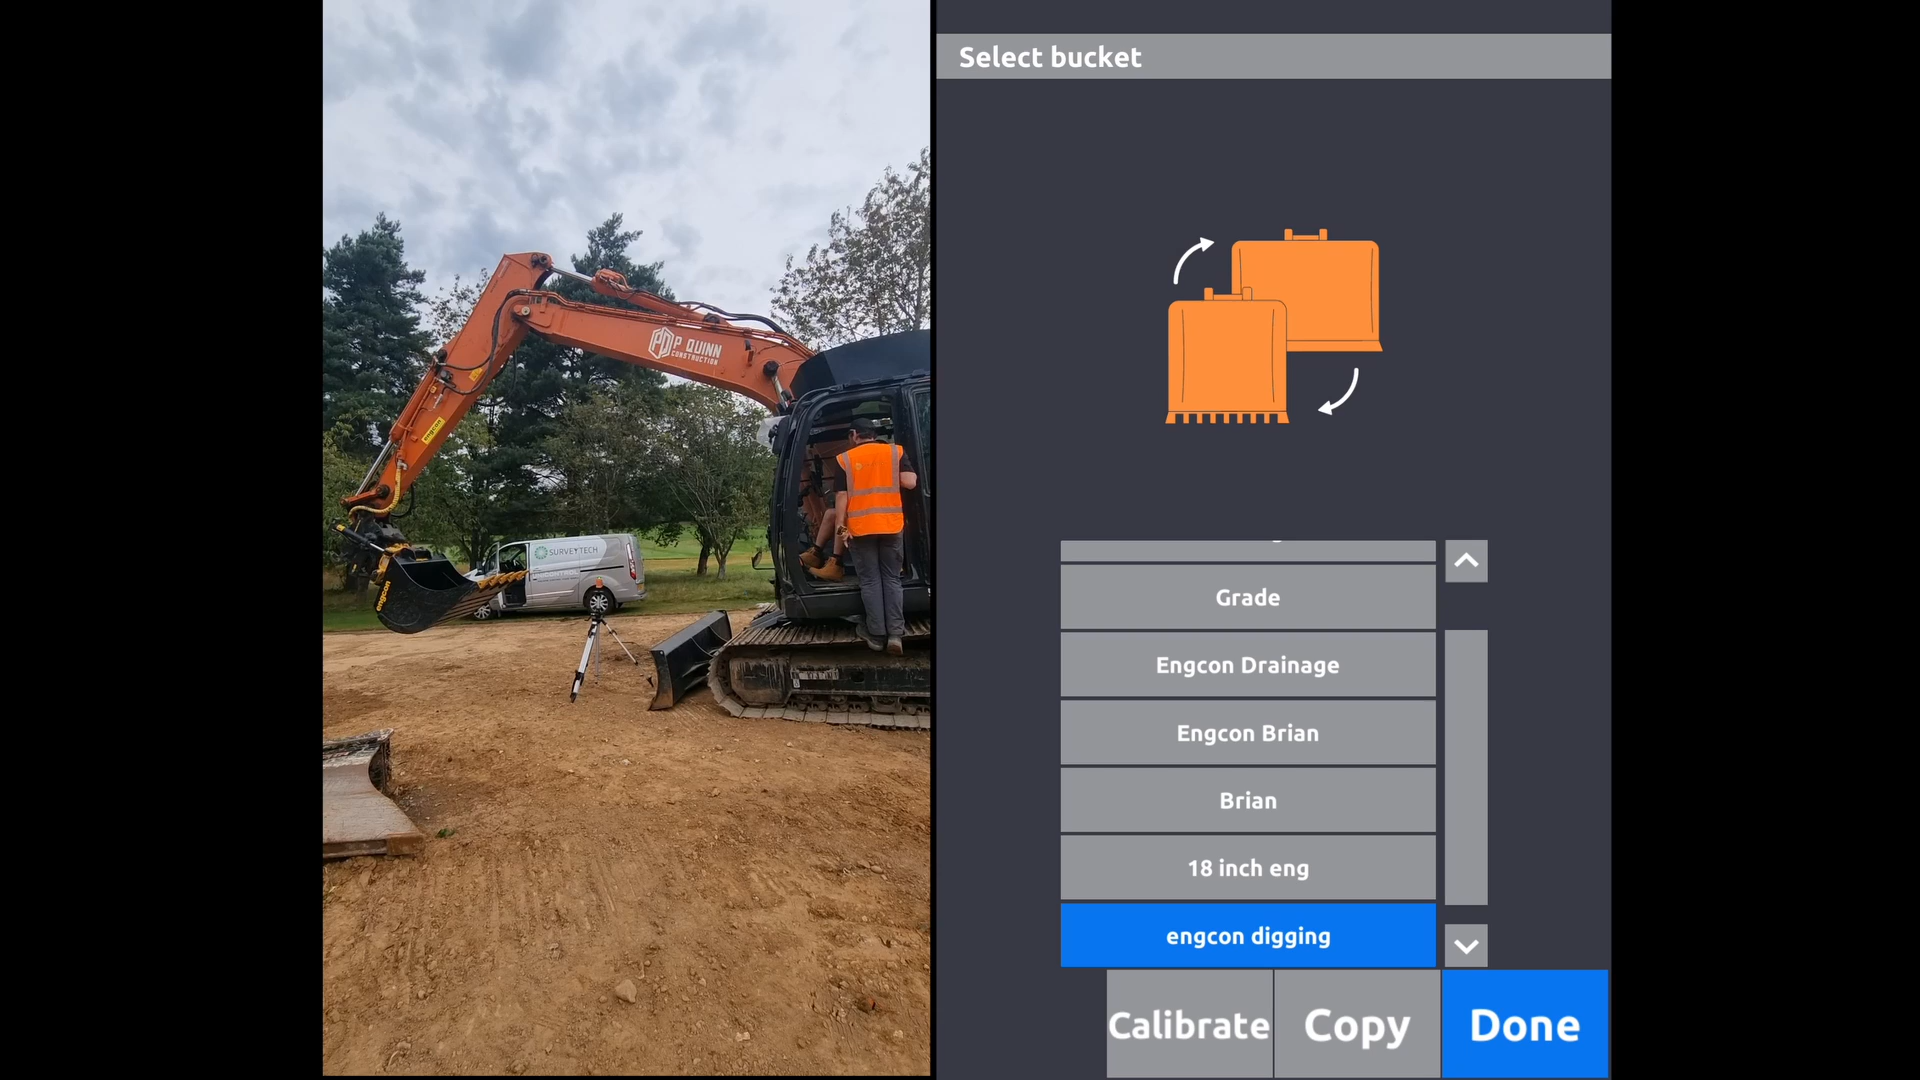 Select bucket
P QUINN
CONSTRUCTION
engcon
SURVEYTECH
engcon
Grade
Engcon Drainage
Engcon Brian
Brian
18 inch eng
engcon digging
Calibrate
Copy
Done